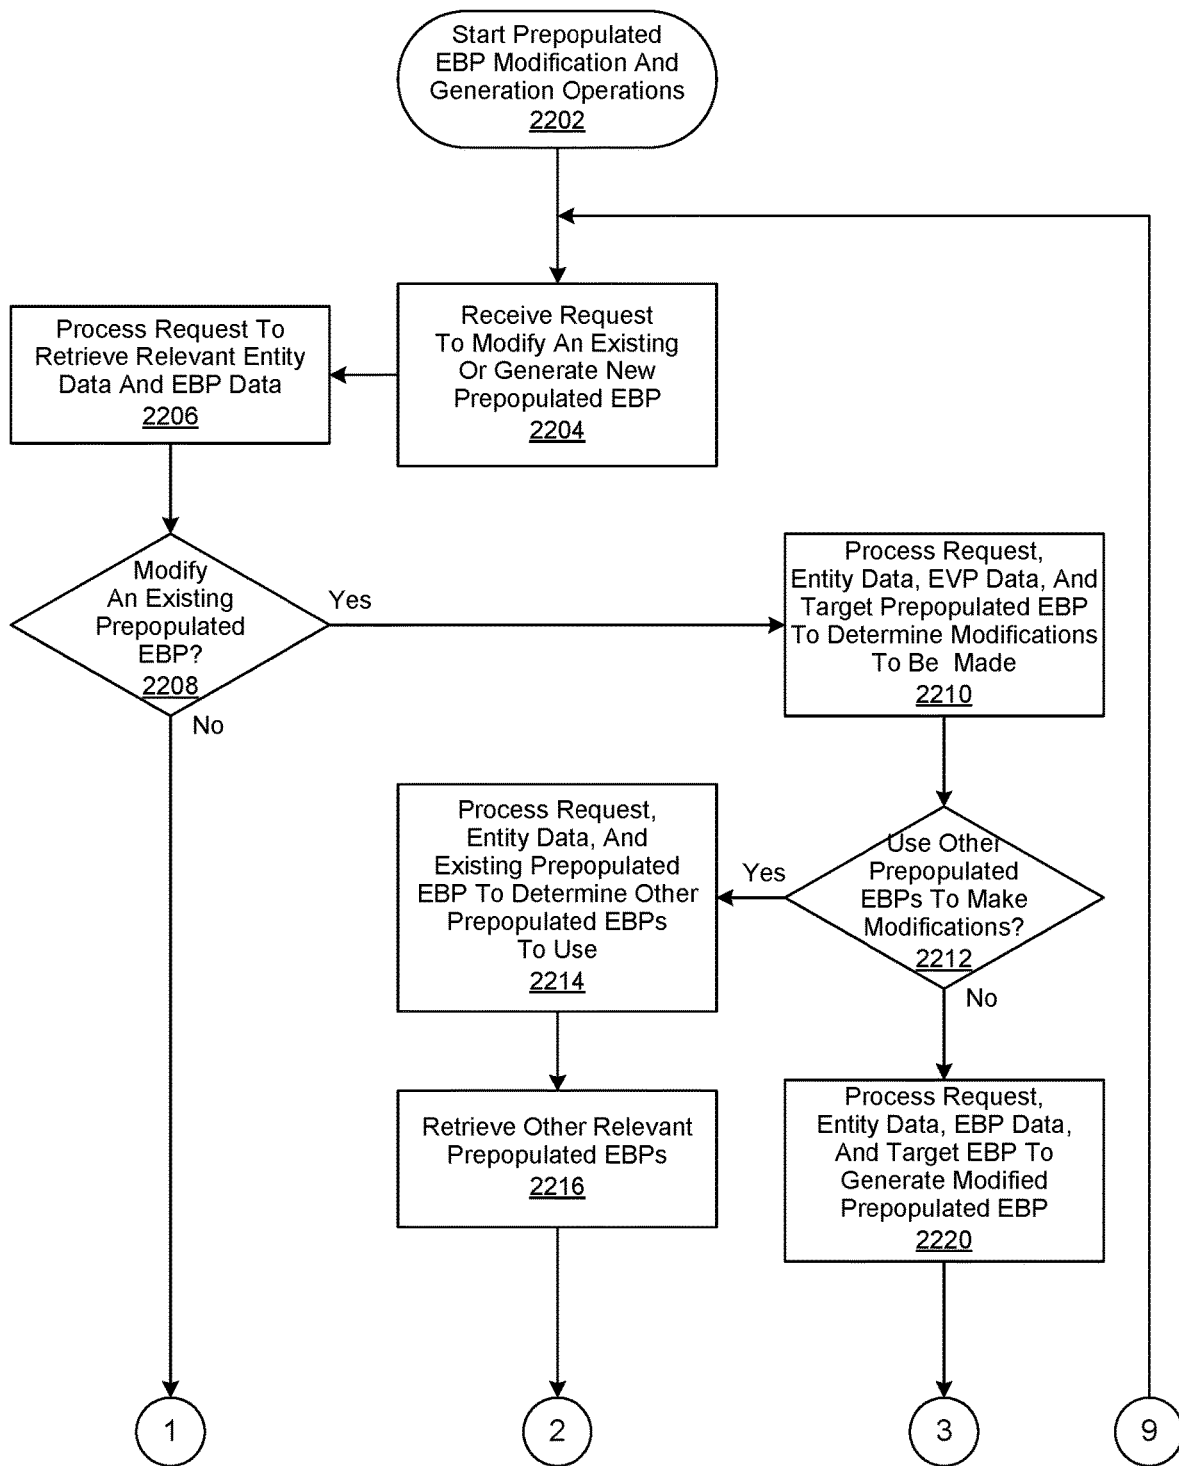 Start Prepopulated
EBP Modification And
Generation Operations
2202
Receive Request
To Modify An Existing
Or Generate New
Prepopulated EBP
2204
Process Request To
Retrieve Relevant Entity
Data And EBP Data
2206
Modify
An Existing
Prepopulated
EBP?
2208
Yes
No
Process Request,
Entity Data, EVP Data, And
Target Prepopulated EBP
To Determine Modifications
To Be Made
2210
Use Other
Prepopulated
EBPs To Make
Modifications?
2212
Yes
No
Process Request,
Entity Data, And
Existing Prepopulated
EBP To Determine Other
Prepopulated EBPs
To Use
2214
Retrieve Other Relevant
Prepopulated EBPs
2216
Process Request,
Entity Data, EBP Data,
And Target EBP To
Generate Modified
Prepopulated EBP
2220
1
2
3
9